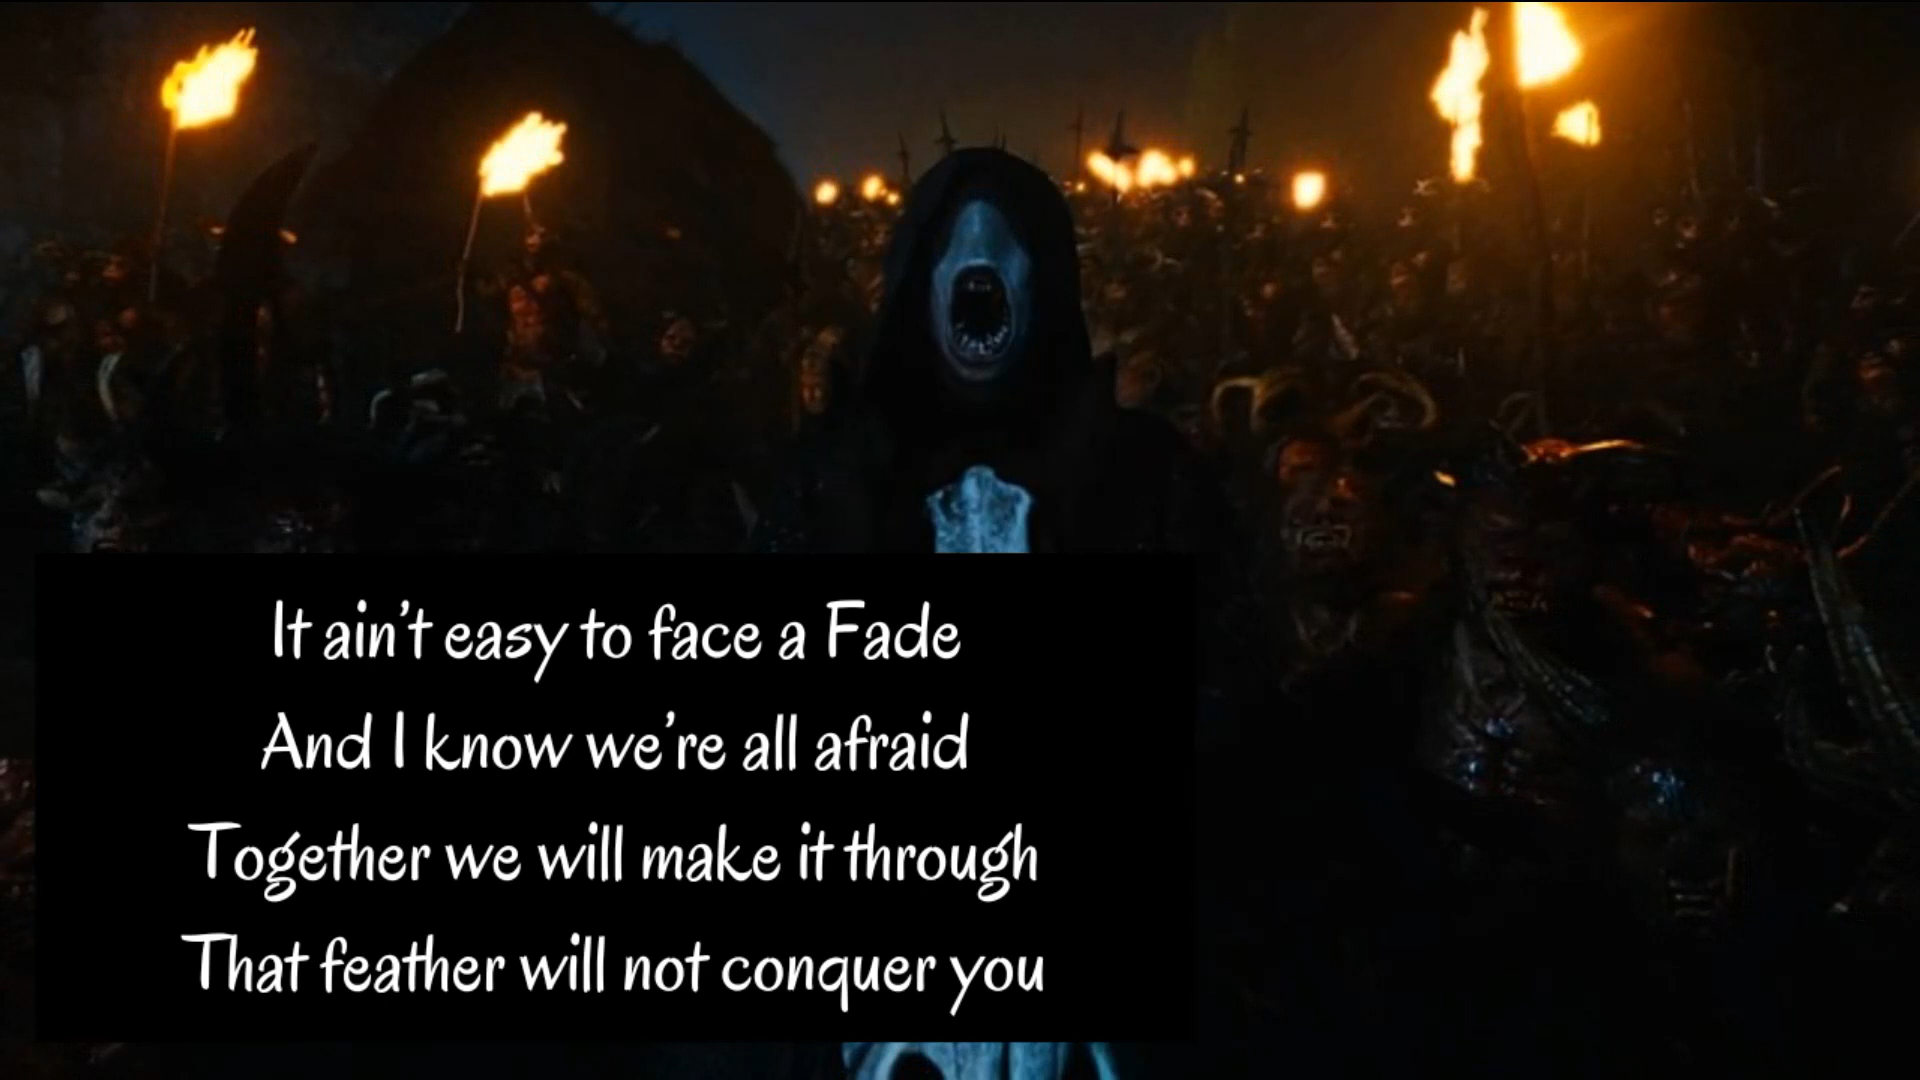 It ain't easy to face a Fade
And I know we're all afraid
Together we will make it through
That feather will not conquer you